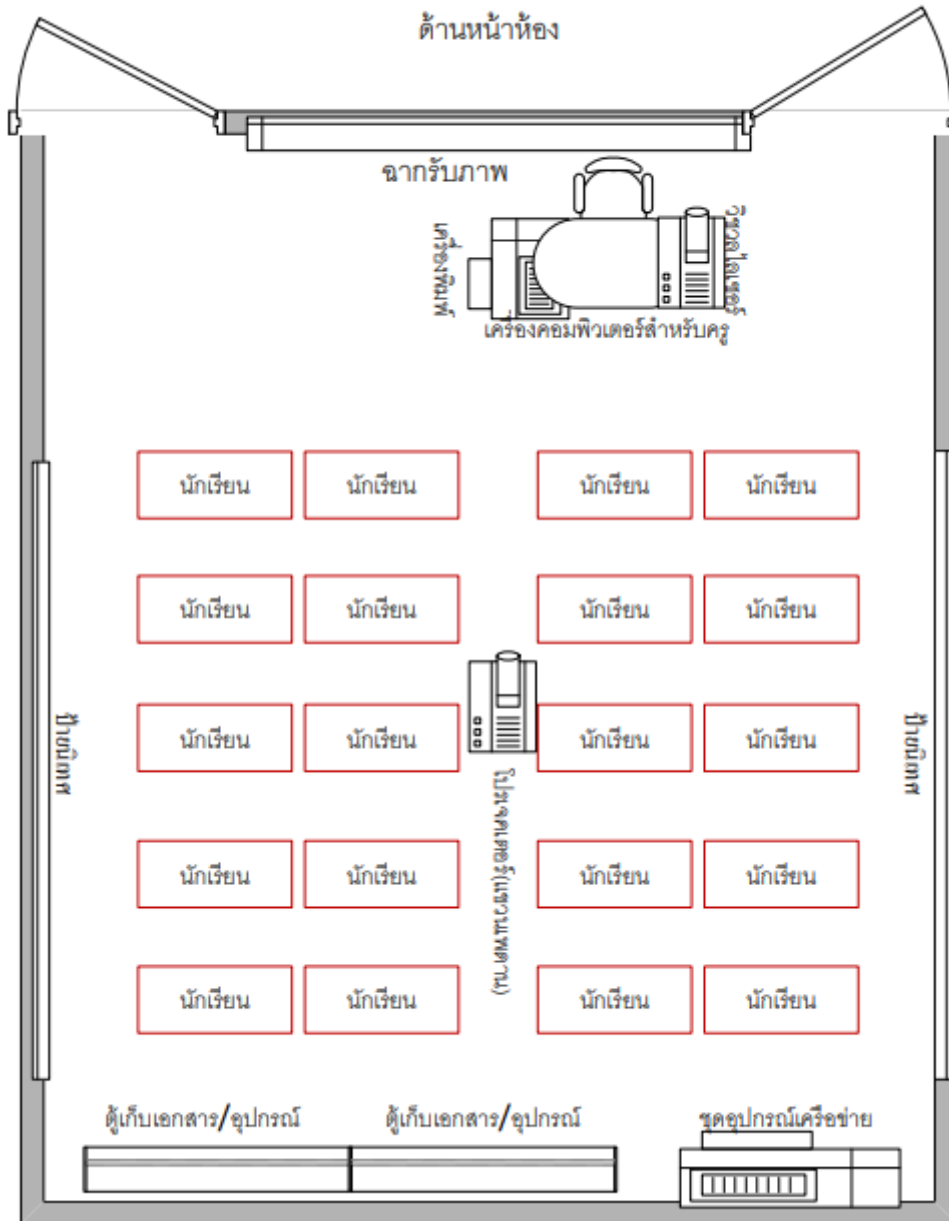 ด้านหน้าห้อง
ฉากรับภาพ
เครื่องพิมพ์
วิชวลไลเซอร์
เครื่องคอมพิวเตอร์สำหรับครู
นักเรียน นักเรียน นักเรียน นักเรียน
นักเรียน นักเรียน นักเรียน นักเรียน
นักเรียน นักเรียน นักเรียน นักเรียน
ป้ายนิเทศ
ป้ายนิเทศ
โปรเจคเตอร์(แขวนเพดาน)
นักเรียน นักเรียน นักเรียน นักเรียน
นักเรียน นักเรียน นักเรียน นักเรียน
ตู้เก็บเอกสาร/อุปกรณ์ ตู้เก็บเอกสาร/อุปกรณ์ ชุดอุปกรณ์เครือข่าย